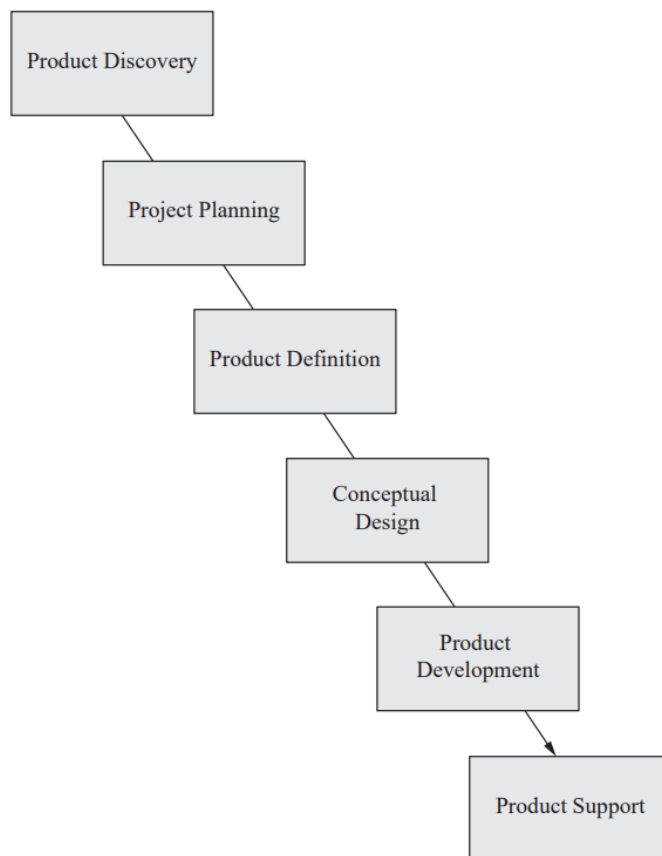 Product Discovery
Project Planning
Product Definition
Conceptual
Design
Product
Development
Product Support